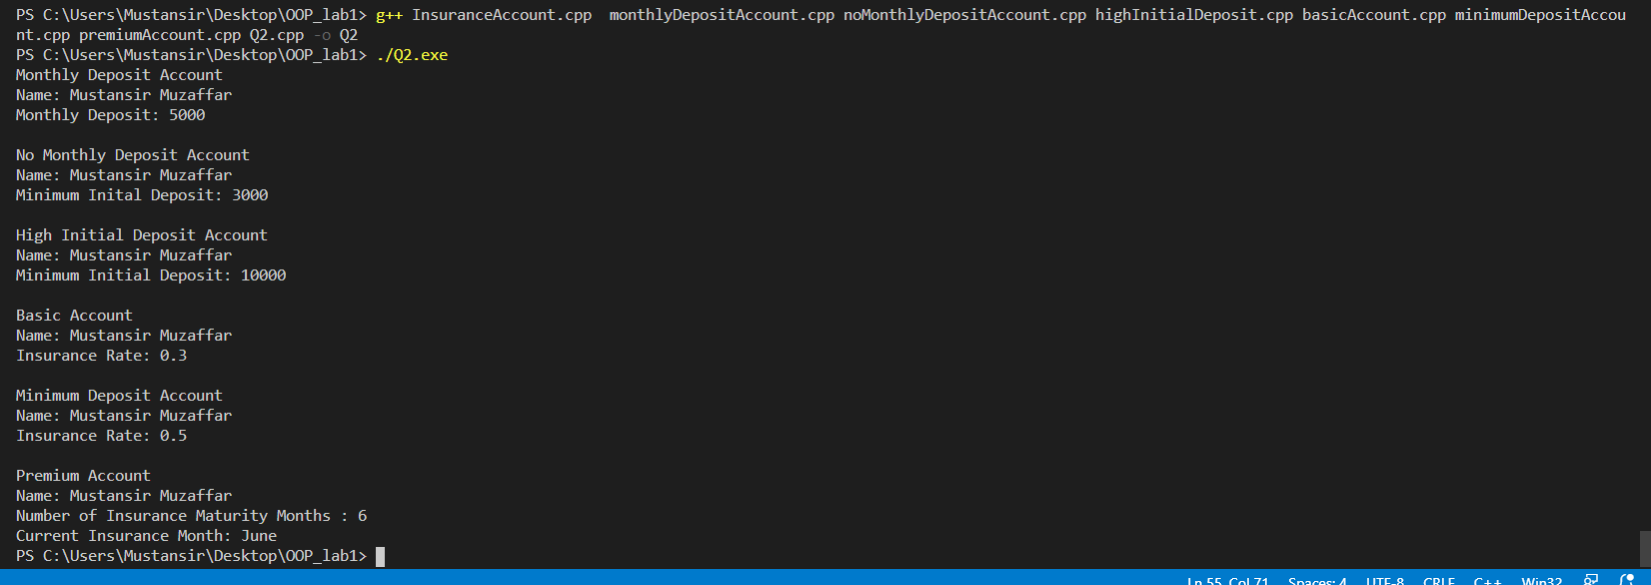 PS C:\Users\Mustansir\Desktop\OOP_lab1> g++ InsuranceAccount.cpp  monthlyDepositAccount.cpp noMonthlyDepositAccount.cpp highInitialDeposit.cpp basicAccount.cpp minimumDepositAccou
nt.cpp premiumAccount.cpp Q2.cpp -o Q2
PS C:\Users\Mustansir\Desktop\OOP_lab1> ./Q2.exe
Monthly Deposit Account
Name: Mustansir Muzaffar
Monthly Deposit: 5000
No Monthly Deposit Account
Name: Mustansir Muzaffar
Minimum Inital Deposit: 3000
High Initial Deposit Account
Name: Mustansir Muzaffar
Minimum Initial Deposit: 10000
Basic Account
Name: Mustansir Muzaffar
Insurance Rate: 0.3
Minimum Deposit Account
Name: Mustansir Muzaffar
Insurance Rate: 0.5
Premium Account
Name: Mustansir Muzaffar
Number of Insurance Maturity Months : 6
Current Insurance Month: June
PS C:\Users\Mustansir\Desktop\OOP_lab1>
Ln 55, Col 71 Spaces: 4 UTF-8 CRLF C++ Win32